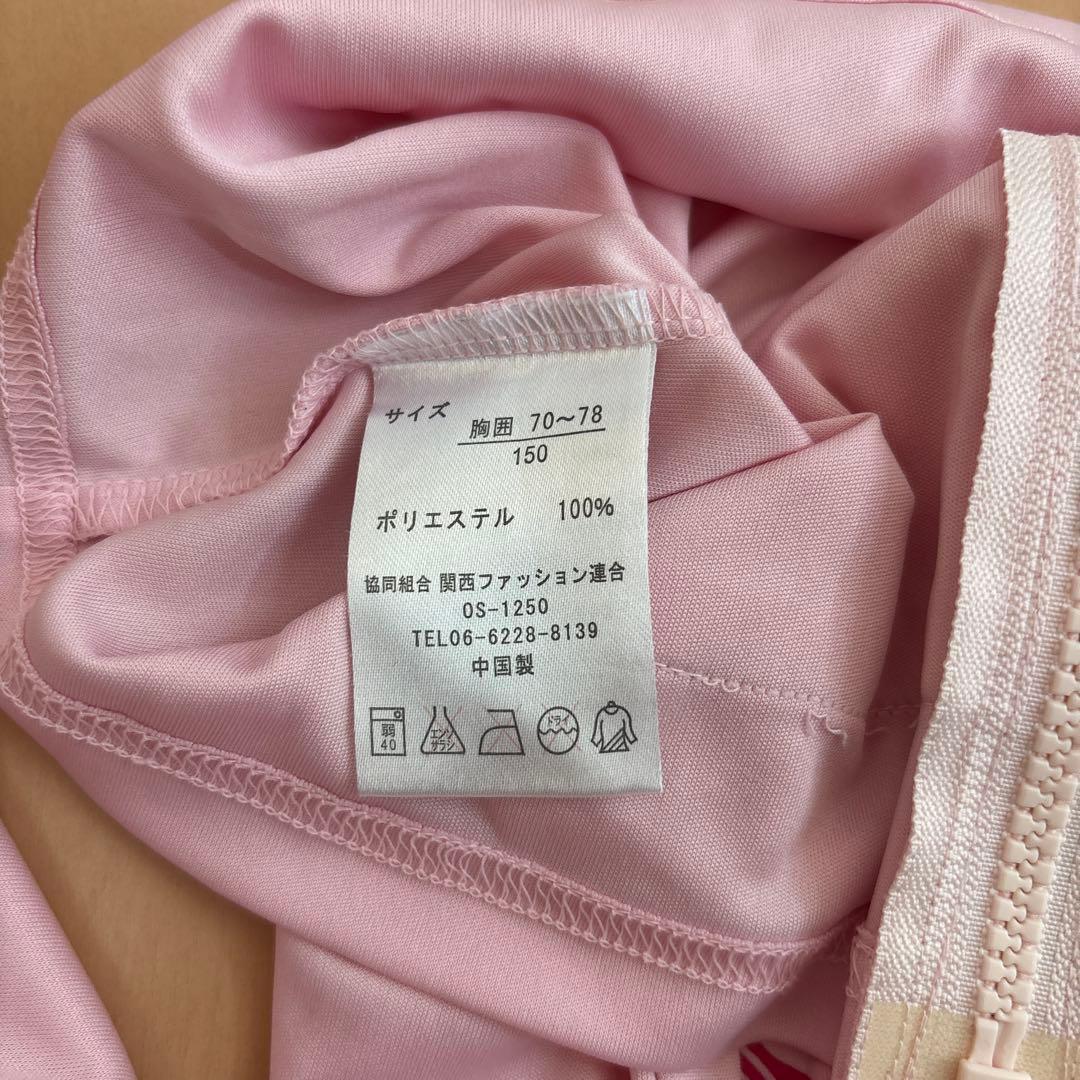 サイズ 胸囲 70〜78
150
ポリエステル 100%
協同組合 関西ファッション連合
OS-1250
TEL06-6228-8139
中国製
弱 40
エンソ サラシ
ドライ